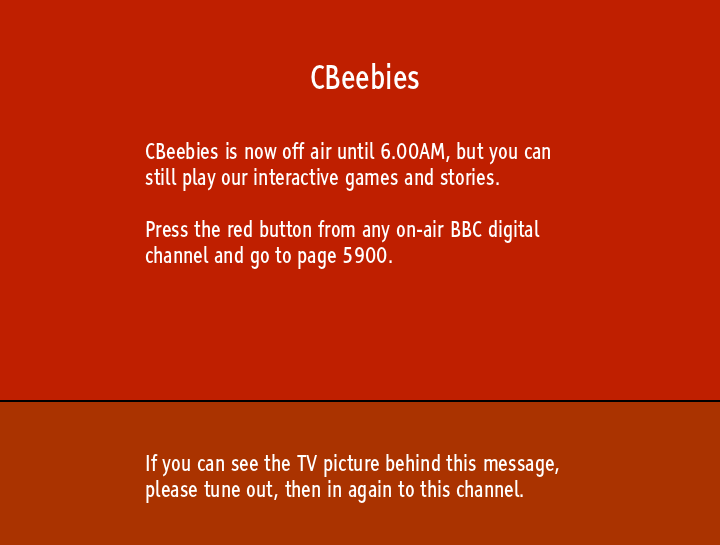 CBeebies
CBeebies is now off air until 6.00AM, but you can
still play our interactive games and stories.
Press the red button from any on-air BBC digital
channel and go to page 5900.
If you can see the TV picture behind this message,
please tune out, then in again to this channel.